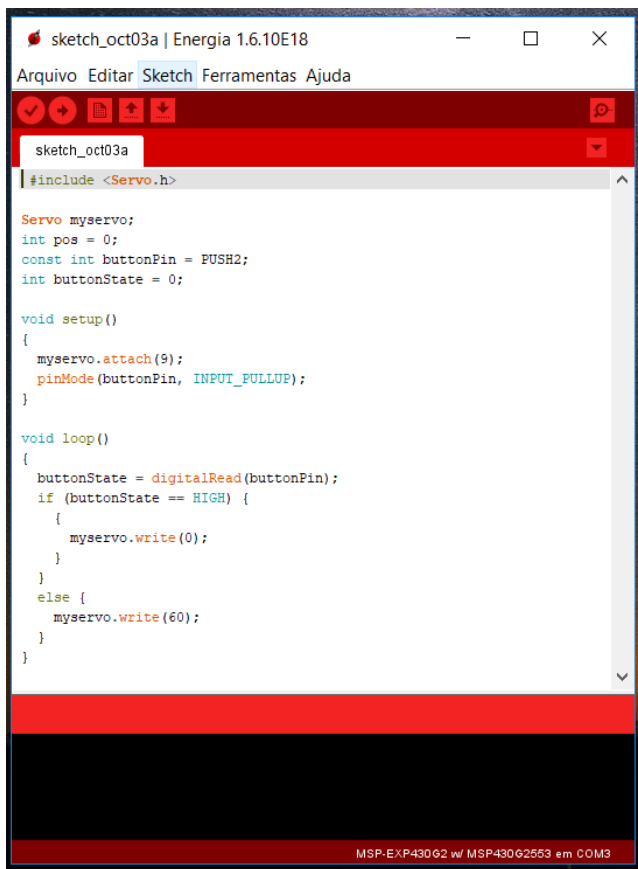 sketch_oct03a | Energia 1.6.10E18
Arquivo Editar Sketch Ferramentas Ajuda
sketch_oct03a
#include <Servo.h>
Servo myservo;
int pos = 0;
const int buttonPin = PUSH2;
int buttonState = 0;
void setup()
{
  myservo.attach(9);
  pinMode(buttonPin, INPUT_PULLUP);
}
void loop()
{
  buttonState = digitalRead(buttonPin);
  if (buttonState == HIGH) {
    {
      myservo.write(0);
    }
  }
  else {
    myservo.write(60);
  }
}
MSP-EXP430G2 w/ MSP430G2553 em COM3